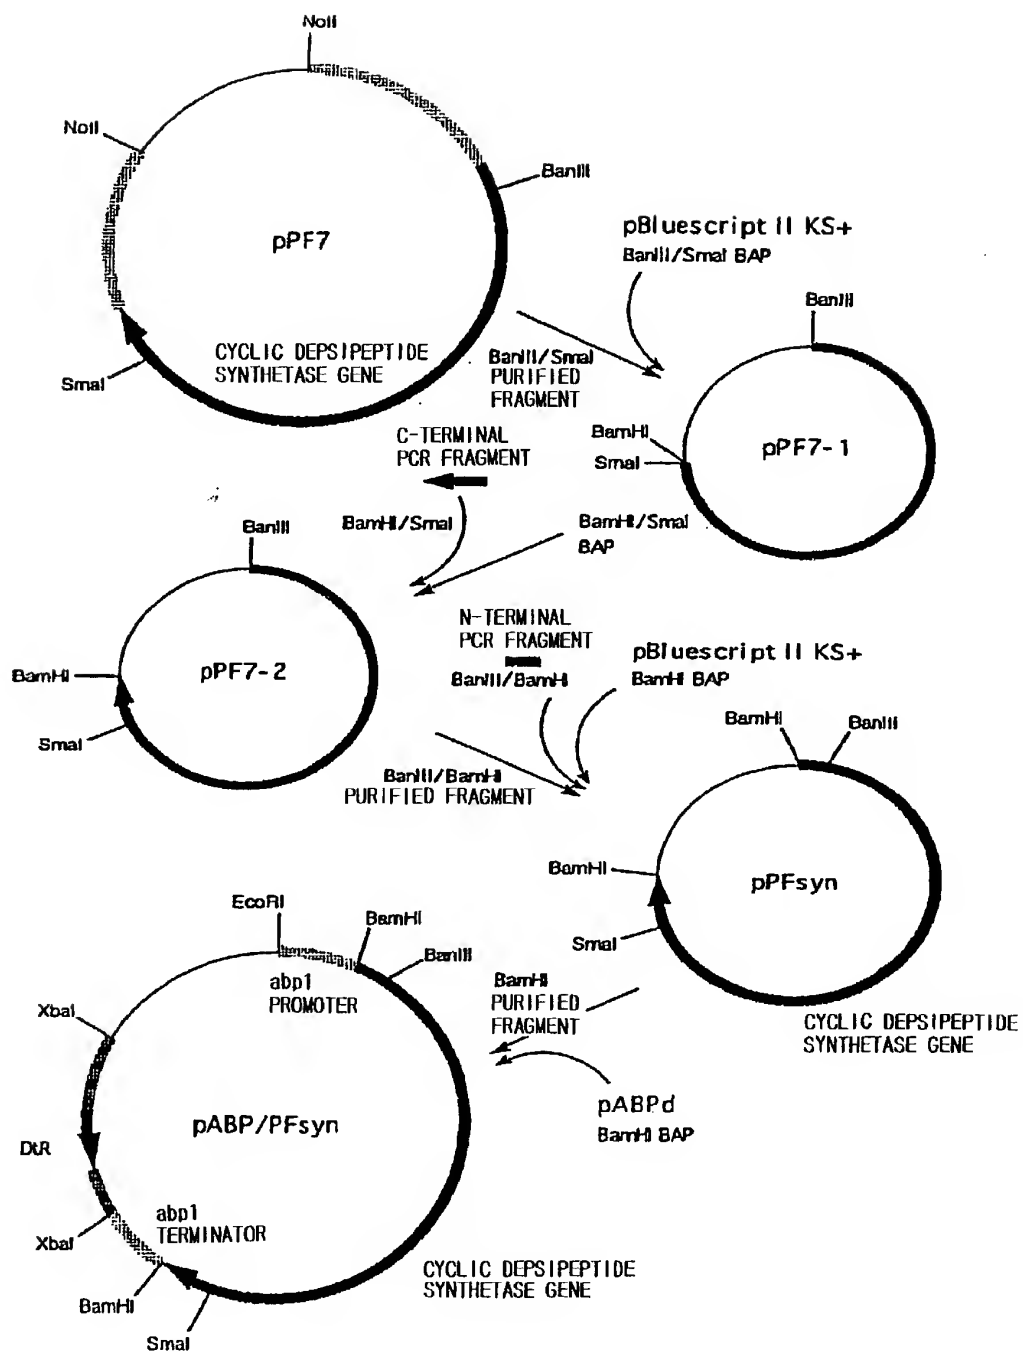 NotI
NotI
BanIII
pPF7
pBluescript II KS+
BanIII/SmaI BAP
BanIII
CYCLIC DEPSIPEPTIDE
SYNTHETASE GENE
SmaI
BanIII/SmaI
PURIFIED
FRAGMENT
C-TERMINAL
PCR FRAGMENT
BamHI
SmaI
pPF7-1
BamHI/SmaI
BamHI/SmaI
BAP
BanIII
N-TERMINAL
PCR FRAGMENT
BanIII/BamHI
pBluescript II KS+
BamHI BAP
pPF7-2
BamHI
SmaI
BamHI
BanIII
BanIII/BamHI
PURIFIED FRAGMENT
BamHI
pPFsyn
SmaI
EcoRI
BamHI
BanIII
abp1
PROMOTER
BamHI
PURIFIED
FRAGMENT
CYCLIC DEPSIPEPTIDE
SYNTHETASE GENE
XbaI
pABPd
BamHI BAP
pABP/PFsyn
DtR
abp1
TERMINATOR
XbaI
CYCLIC DEPSIPEPTIDE
SYNTHETASE GENE
BamHI
SmaI